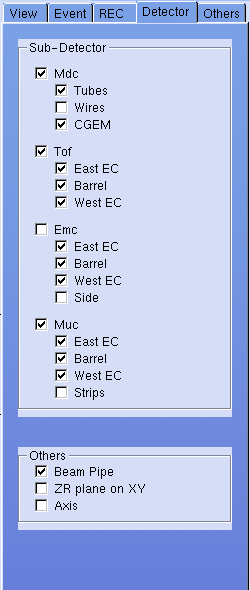 View Event REC Detector Others
Sub-Detector
Mdc
Tubes
Wires
CGEM
Tof
East EC
Barrel
West EC
Emc
East EC
Barrel
West EC
Side
Muc
East EC
Barrel
West EC
Strips
Others
Beam Pipe
ZR plane on XY
Axis